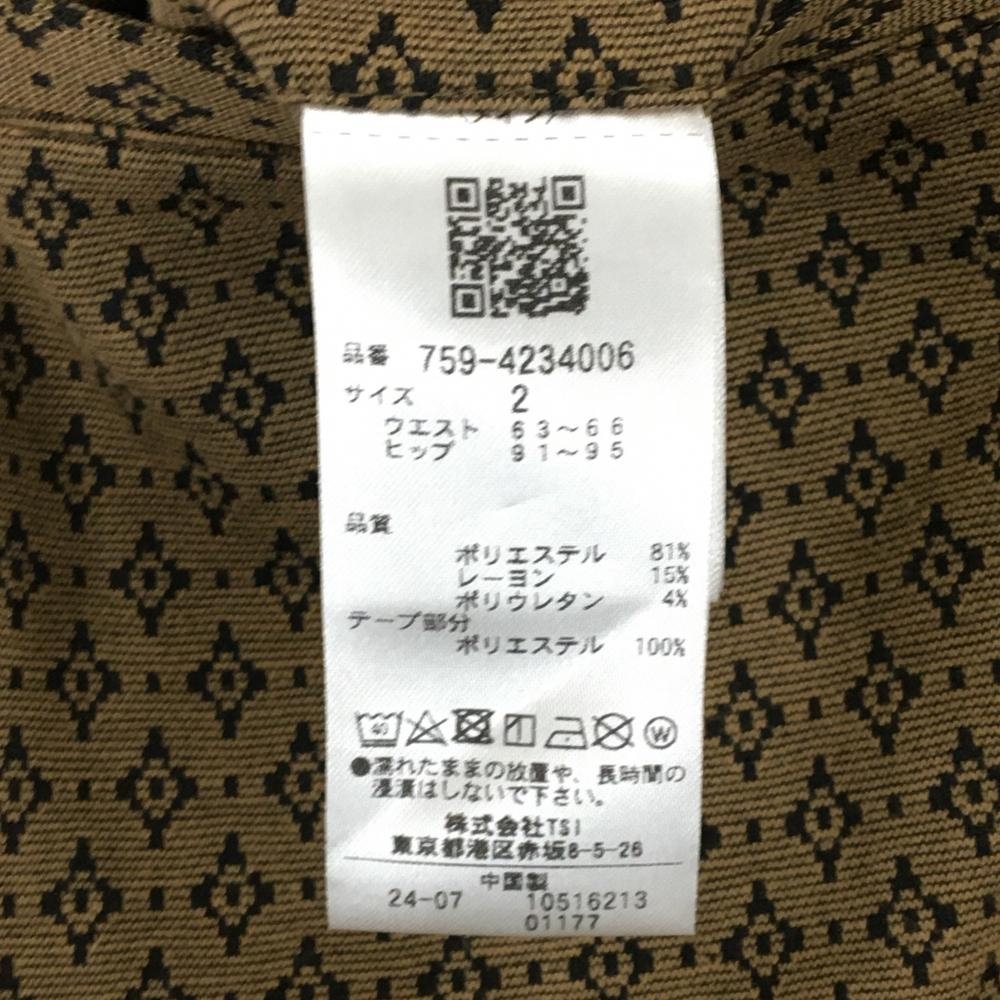 品番 759-4234006
サイズ 2
ウエスト 63～66
ヒップ 91～95
品質
ポリエステル 81%
レーヨン 15%
ポリウレタン 4%
テープ部分
ポリエステル 100%
40 W
●濡れたままの放置や、長時間の
浸漬はしないで下さい。
株式会社TSI
東京都港区赤坂8-5-26
中国製
24-07 10516213
01177